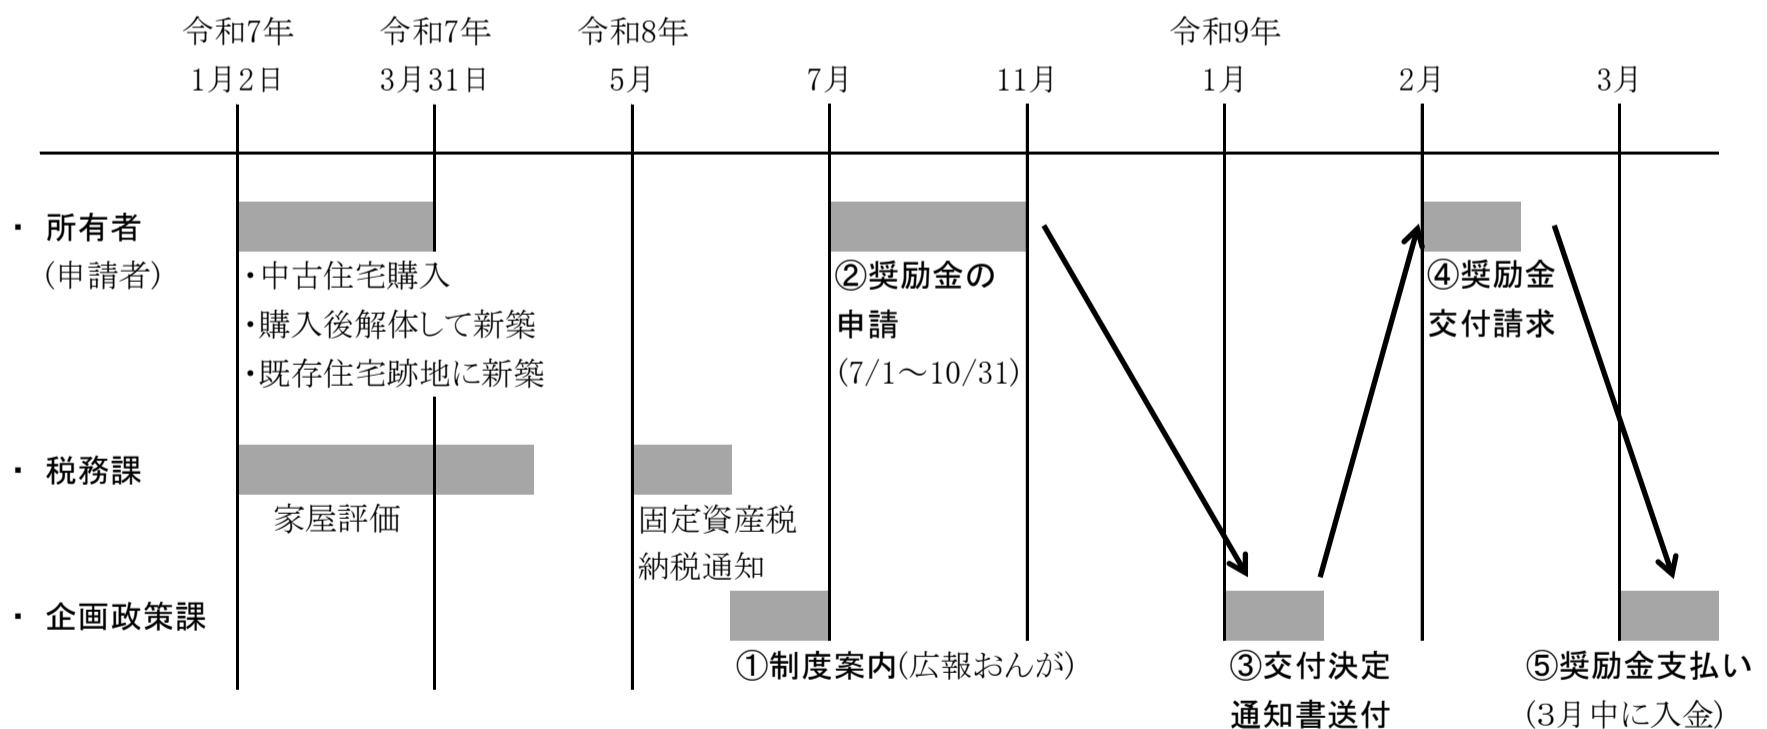 令和7年 令和7年 令和8年 令和9年
1月2日 3月31日 5月 7月 11月 1月 2月 3月
・ 所有者
(申請者)
・中古住宅購入
・購入後解体して新築
・既存住宅跡地に新築
②奨励金の
申請
(7/1～10/31)
④奨励金
交付請求
・ 税務課
家屋評価
固定資産税
納税通知
・ 企画政策課
①制度案内(広報おんが)
③交付決定
通知書送付
⑤奨励金支払い
(3月中に入金)